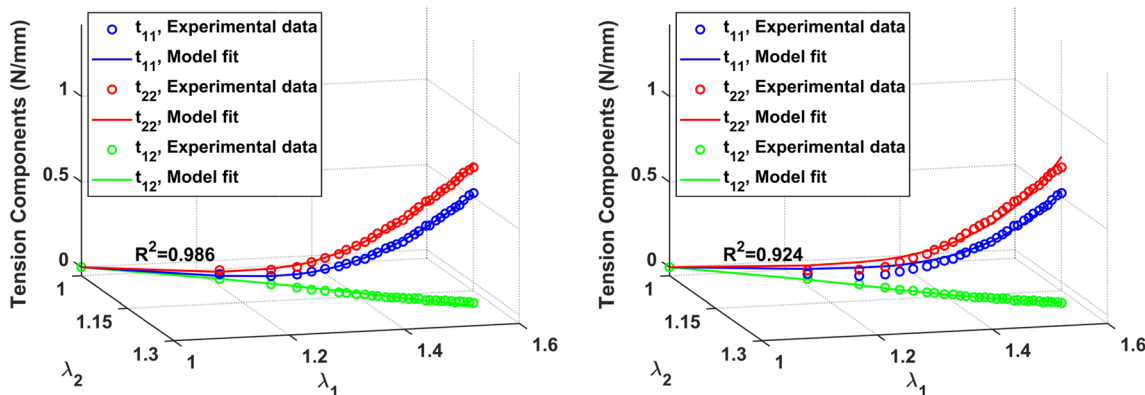 Tension Components (N/mm)
t11, Experimental data
t11, Model fit
t22, Experimental data
t22, Model fit
t12, Experimental data
t12, Model fit
1
0.5
0
R2=0.986
1
1.15
1.3
λ2
1
1.2
1.4
1.6
λ1
Tension Components (N/mm)
t11, Experimental data
t11, Model fit
t22, Experimental data
t22, Model fit
t12, Experimental data
t12, Model fit
1
0.5
0
R2=0.924
1
1.15
1.3
λ2
1
1.2
1.4
1.6
λ1